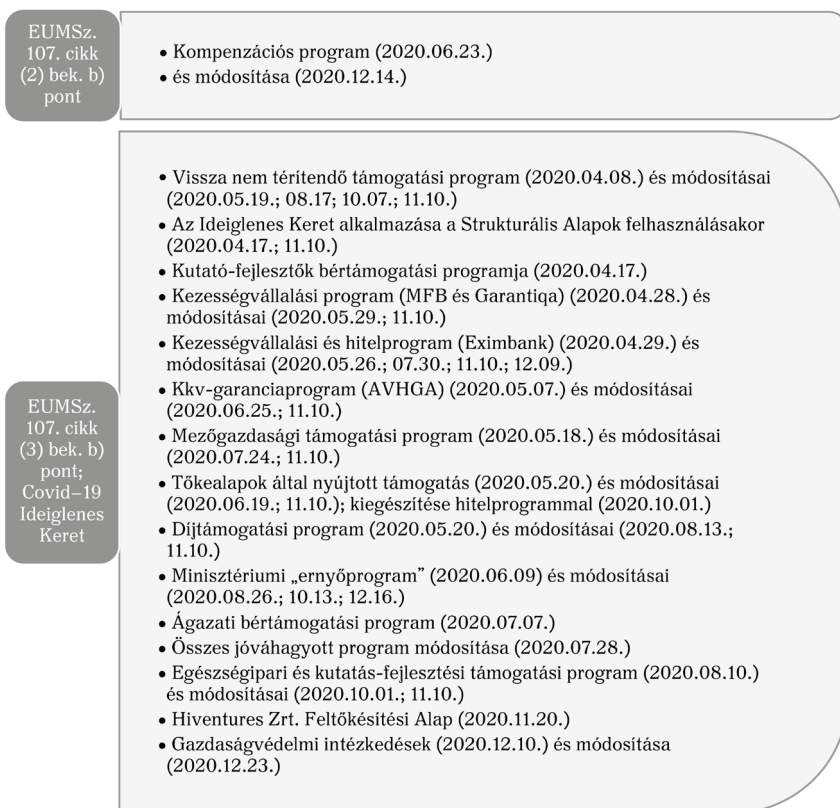 EUMSz.
107. cikk
(2) bek. b)
pont
• Kompenzációs program (2020.06.23.)
• és módosítása (2020.12.14.)
EUMSz.
107. cikk
(3) bek. b)
pont;
Covid–19
Ideiglenes
Keret
• Vissza nem térítendő támogatási program (2020.04.08.) és módosításai
(2020.05.19.; 08.17; 10.07.; 11.10.)
• Az Ideiglenes Keret alkalmazása a Strukturális Alapok felhasználásakor
(2020.04.17.; 11.10.)
• Kutató-fejlesztők bértámogatási programja (2020.04.17.)
• Kezességvállalási program (MFB és Garantiqa) (2020.04.28.) és
módosításai (2020.05.29.; 11.10.)
• Kezességvállalási és hitelprogram (Eximbank) (2020.04.29.) és
módosításai (2020.05.26.; 07.30.; 11.10.; 12.09.)
• Kkv-garanciaprogram (AVHGA) (2020.05.07.) és módosításai
(2020.06.25.; 11.10.)
• Mezőgazdasági támogatási program (2020.05.18.) és módosításai
(2020.07.24.; 11.10.)
• Tőkealapok által nyújtott támogatás (2020.05.20.) és módosításai
(2020.06.19.; 11.10.); kiegészítése hitelprogrammal (2020.10.01.)
• Díjtámogatási program (2020.05.20.) és módosításai (2020.08.13.;
11.10.)
• Minisztériumi „ernyőprogram” (2020.06.09) és módosításai
(2020.08.26.; 10.13.; 12.16.)
• Ágazati bértámogatási program (2020.07.07.)
• Összes jóváhagyott program módosítása (2020.07.28.)
• Egészségipari és kutatás-fejlesztési támogatási program (2020.08.10.)
és módosításai (2020.10.01.; 11.10.)
• Hiventures Zrt. Feltőkésítési Alap (2020.11.20.)
• Gazdaságvédelmi intézkedések (2020.12.10.) és módosítása
(2020.12.23.)